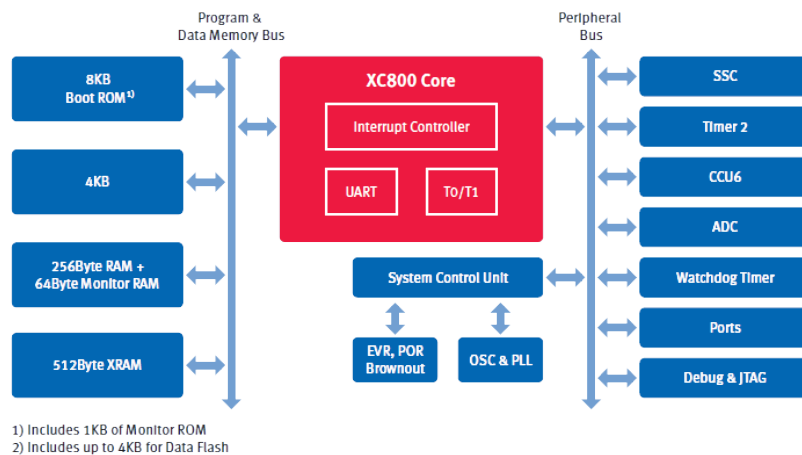 Program &
Data Memory Bus
Peripheral
Bus
8KB
Boot ROM¹⁾
4KB
256Byte RAM +
64Byte Monitor RAM
512Byte XRAM
XC800 Core
Interrupt Controller
UART
T0/T1
System Control Unit
EVR, POR
Brownout
OSC & PLL
SSC
Timer 2
CCU6
ADC
Watchdog Timer
Ports
Debug & JTAG
1) Includes 1KB of Monitor ROM
2) Includes up to 4KB for Data Flash